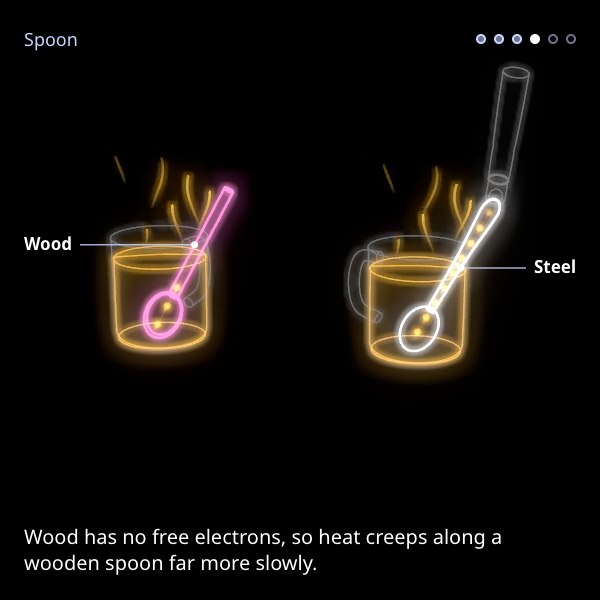 Spoon
Wood
Steel
Wood has no free electrons, so heat creeps along a
wooden spoon far more slowly.